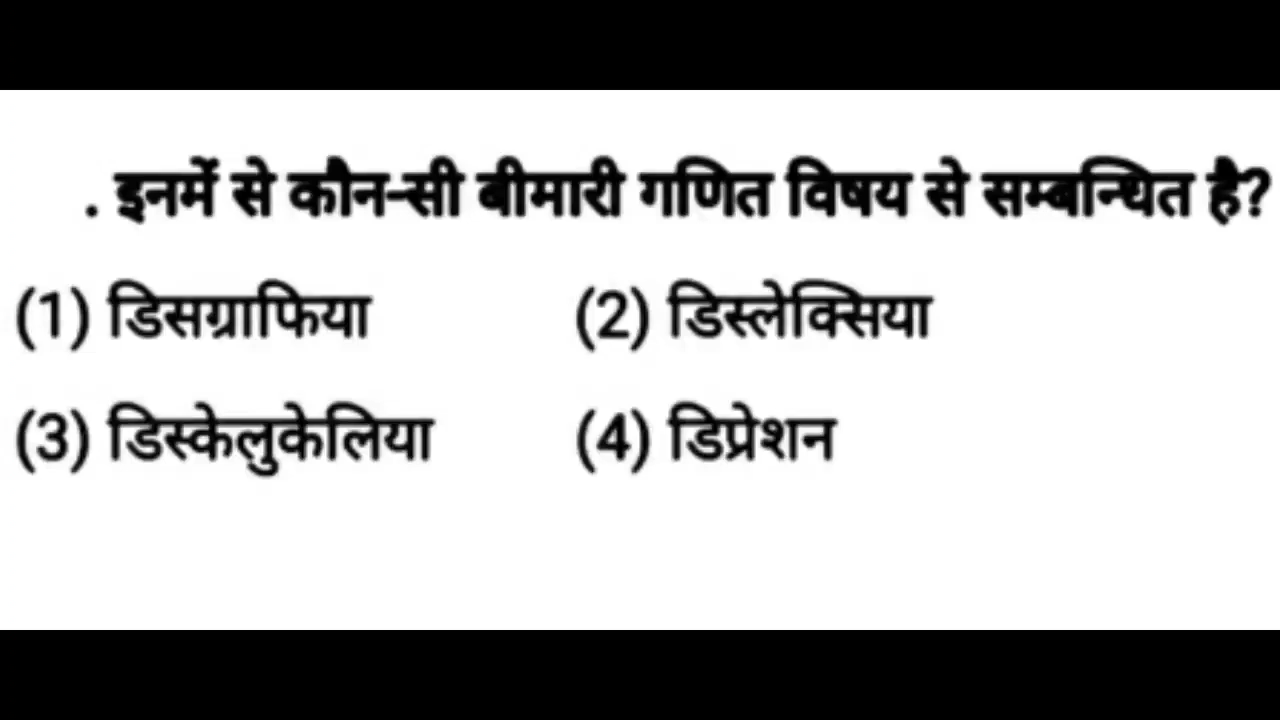 . इनमें से कौन-सी बीमारी गणित विषय से सम्बन्धित है?
(1) डिसग्राफिया (2) डिस्लेक्सिया
(3) डिस्केलुकेलिया (4) डिप्रेशन